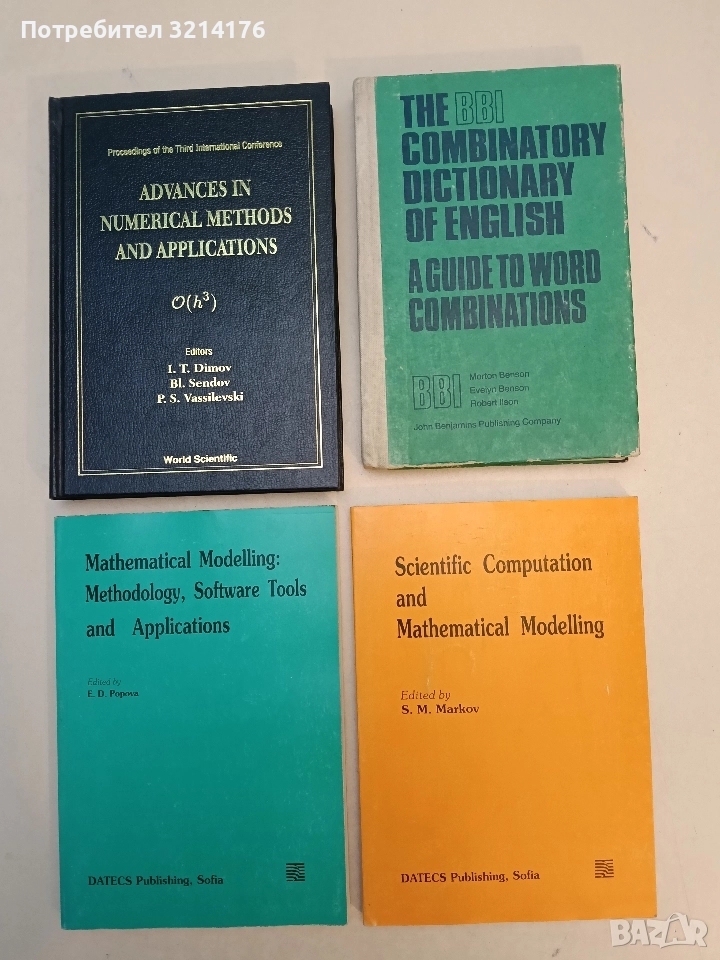 Потребител 3214176
Proceedings of the Third International Conference
ADVANCES IN
NUMERICAL METHODS
AND APPLICATIONS
O(h³)
Editors
I. T. Dimov
Bl. Sendov
P. S. Vassilevski
World Scientific
THE BBI
COMBINATORY
DICTIONARY
OF ENGLISH
A GUIDE TO WORD
COMBINATIONS
BBI
Morton Benson
Evelyn Benson
Robert Ilson
John Benjamins Publishing Company
Mathematical Modelling:
Methodology, Software Tools
and Applications
Edited by
E. D. Popova
DATECS Publishing, Sofia
Scientific Computation
and
Mathematical Modelling
Edited by
S. M. Markov
DATECS Publishing, Sofia
BAZAR